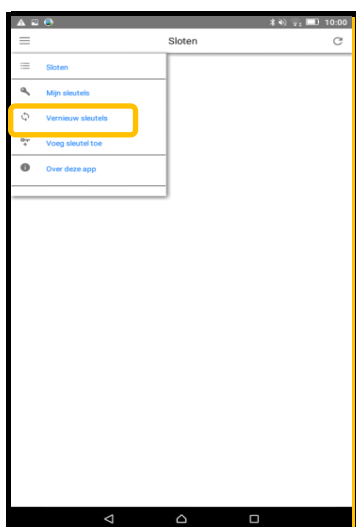 10:00
Sloten
Sloten
Mijn sleutels
Vernieuw sleutels
Voeg sleutel toe
Over deze app